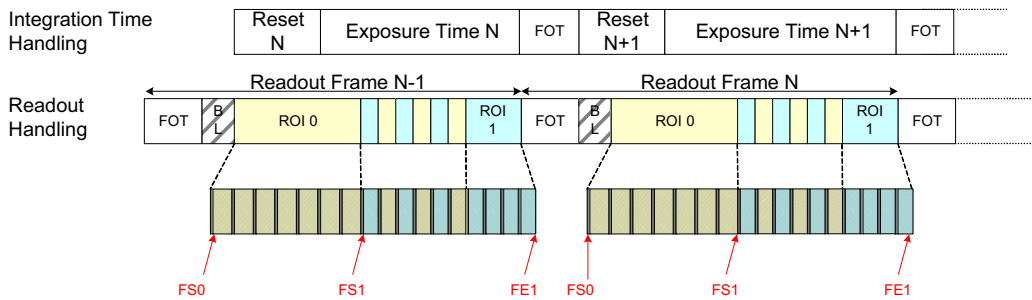 Integration Time
Handling
Reset
N
Exposure Time N
FOT
Reset
N+1
Exposure Time N+1
FOT
Readout Frame N-1
Readout Frame N
Readout
Handling
FOT
B
L
ROI 0
ROI
1
FOT
B
L
ROI 0
ROI
1
FOT
FS0
FS1
FE1
FS0
FS1
FE1